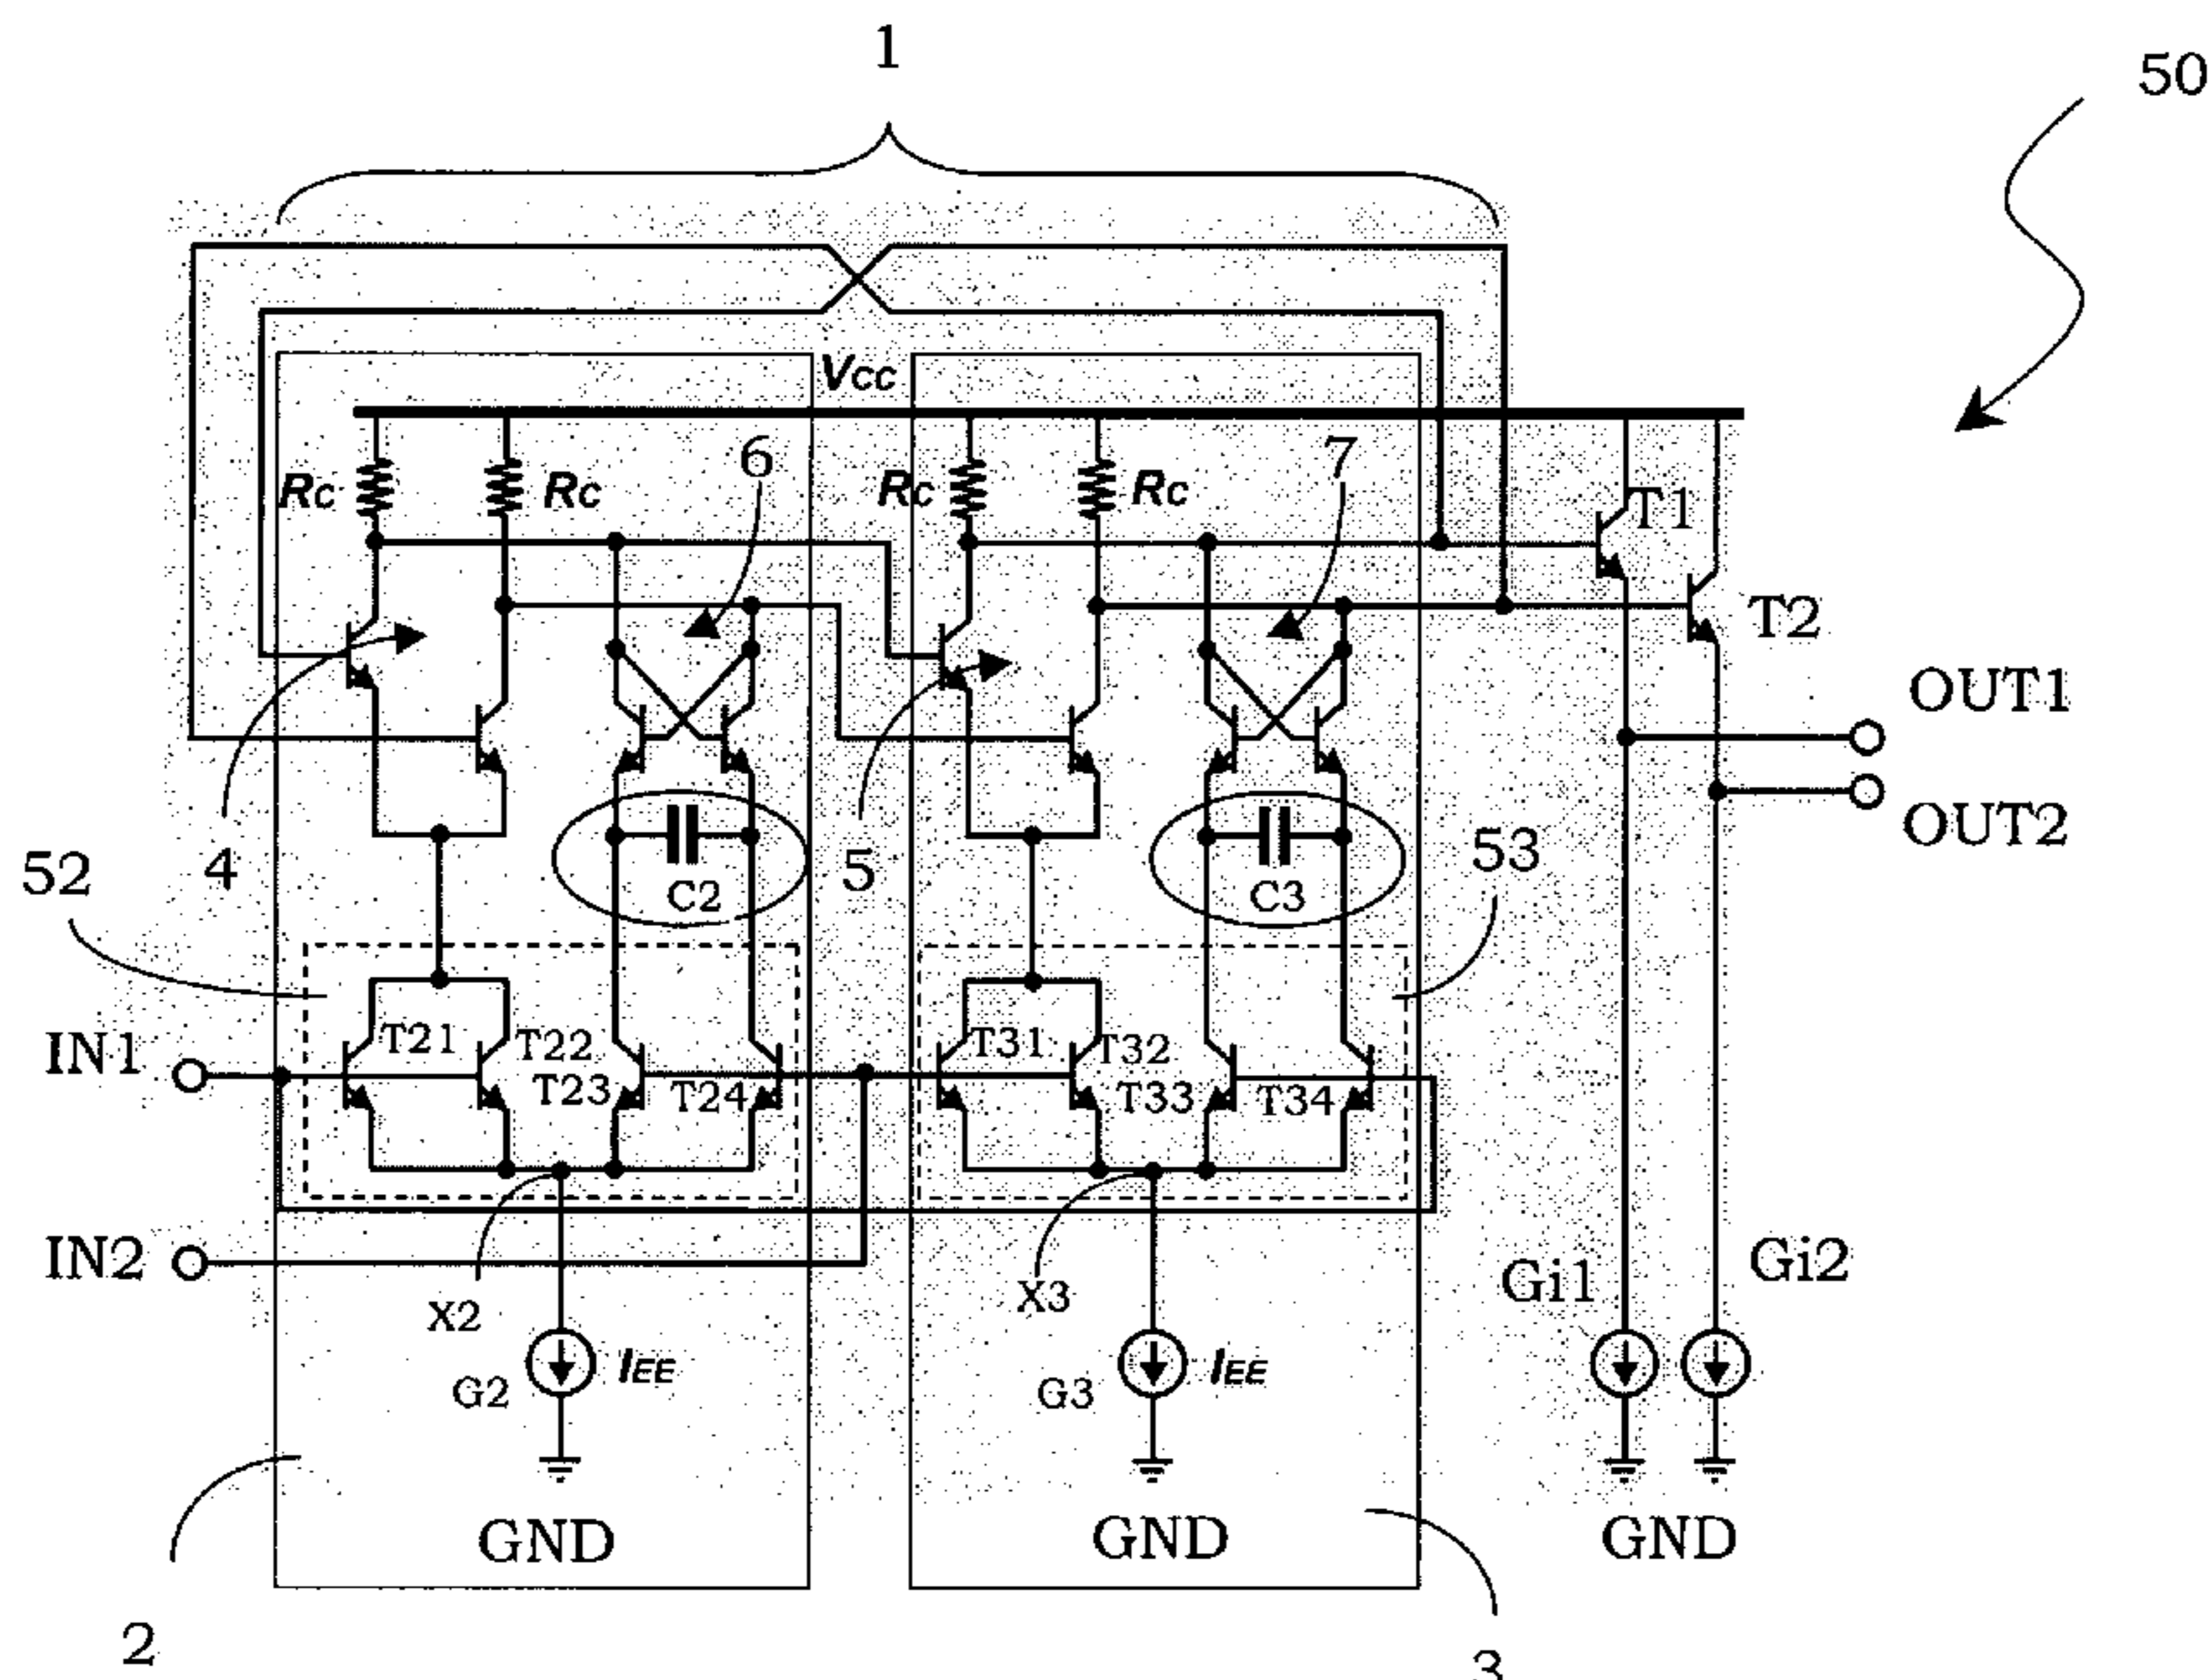 1
50
VCC
RC
RC
6
RC
RC
7
T1
T2
OUT1
OUT2
4
5
52
C2
C3
53
IN1
T21
T22
T23
T24
T31
T32
T33
T34
IN2
X2
X3
Gi1
Gi2
G2
IEE
G3
IEE
GND
GND
GND
2
3